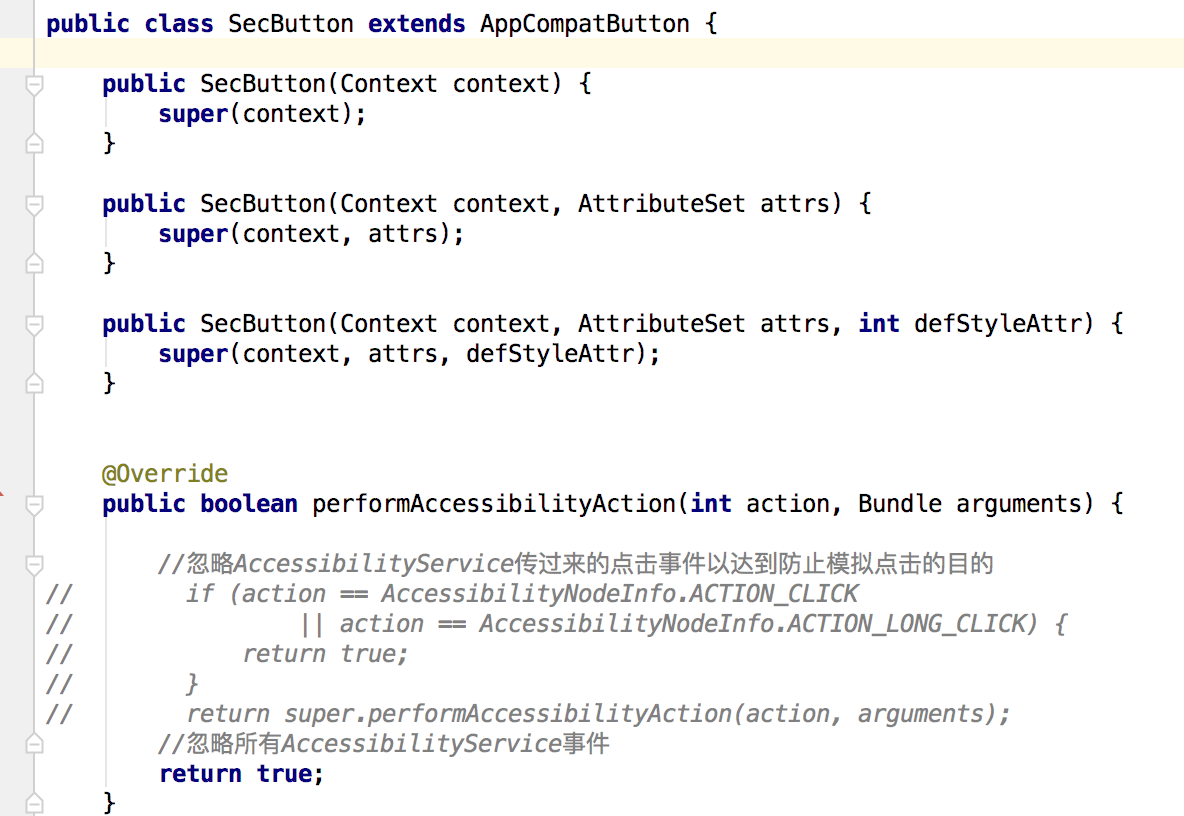 public class SecButton extends AppCompatButton {
public SecButton(Context context) {
super(context);
}
public SecButton(Context context, AttributeSet attrs) {
super(context, attrs);
}
public SecButton(Context context, AttributeSet attrs, int defStyleAttr) {
super(context, attrs, defStyleAttr);
}
@Override
public boolean performAccessibilityAction(int action, Bundle arguments) {
//忽略AccessibilityService传过来的点击事件以达到防止模拟点击的目的
// if (action == AccessibilityNodeInfo.ACTION_CLICK
// || action == AccessibilityNodeInfo.ACTION_LONG_CLICK) {
// return true;
// }
// return super.performAccessibilityAction(action, arguments);
//忽略所有AccessibilityService事件
return true;
}